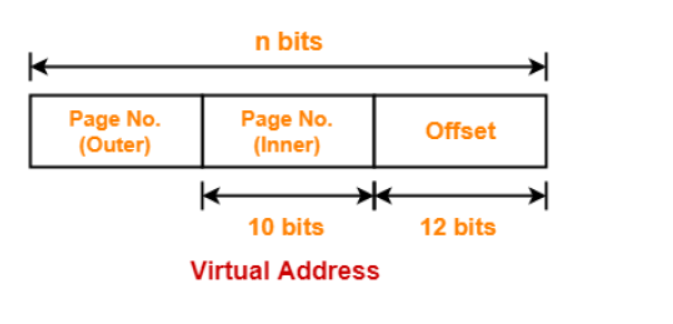 n bits
Page No.
(Outer)
Page No.
(Inner)
Offset
10 bits
12 bits
Virtual Address